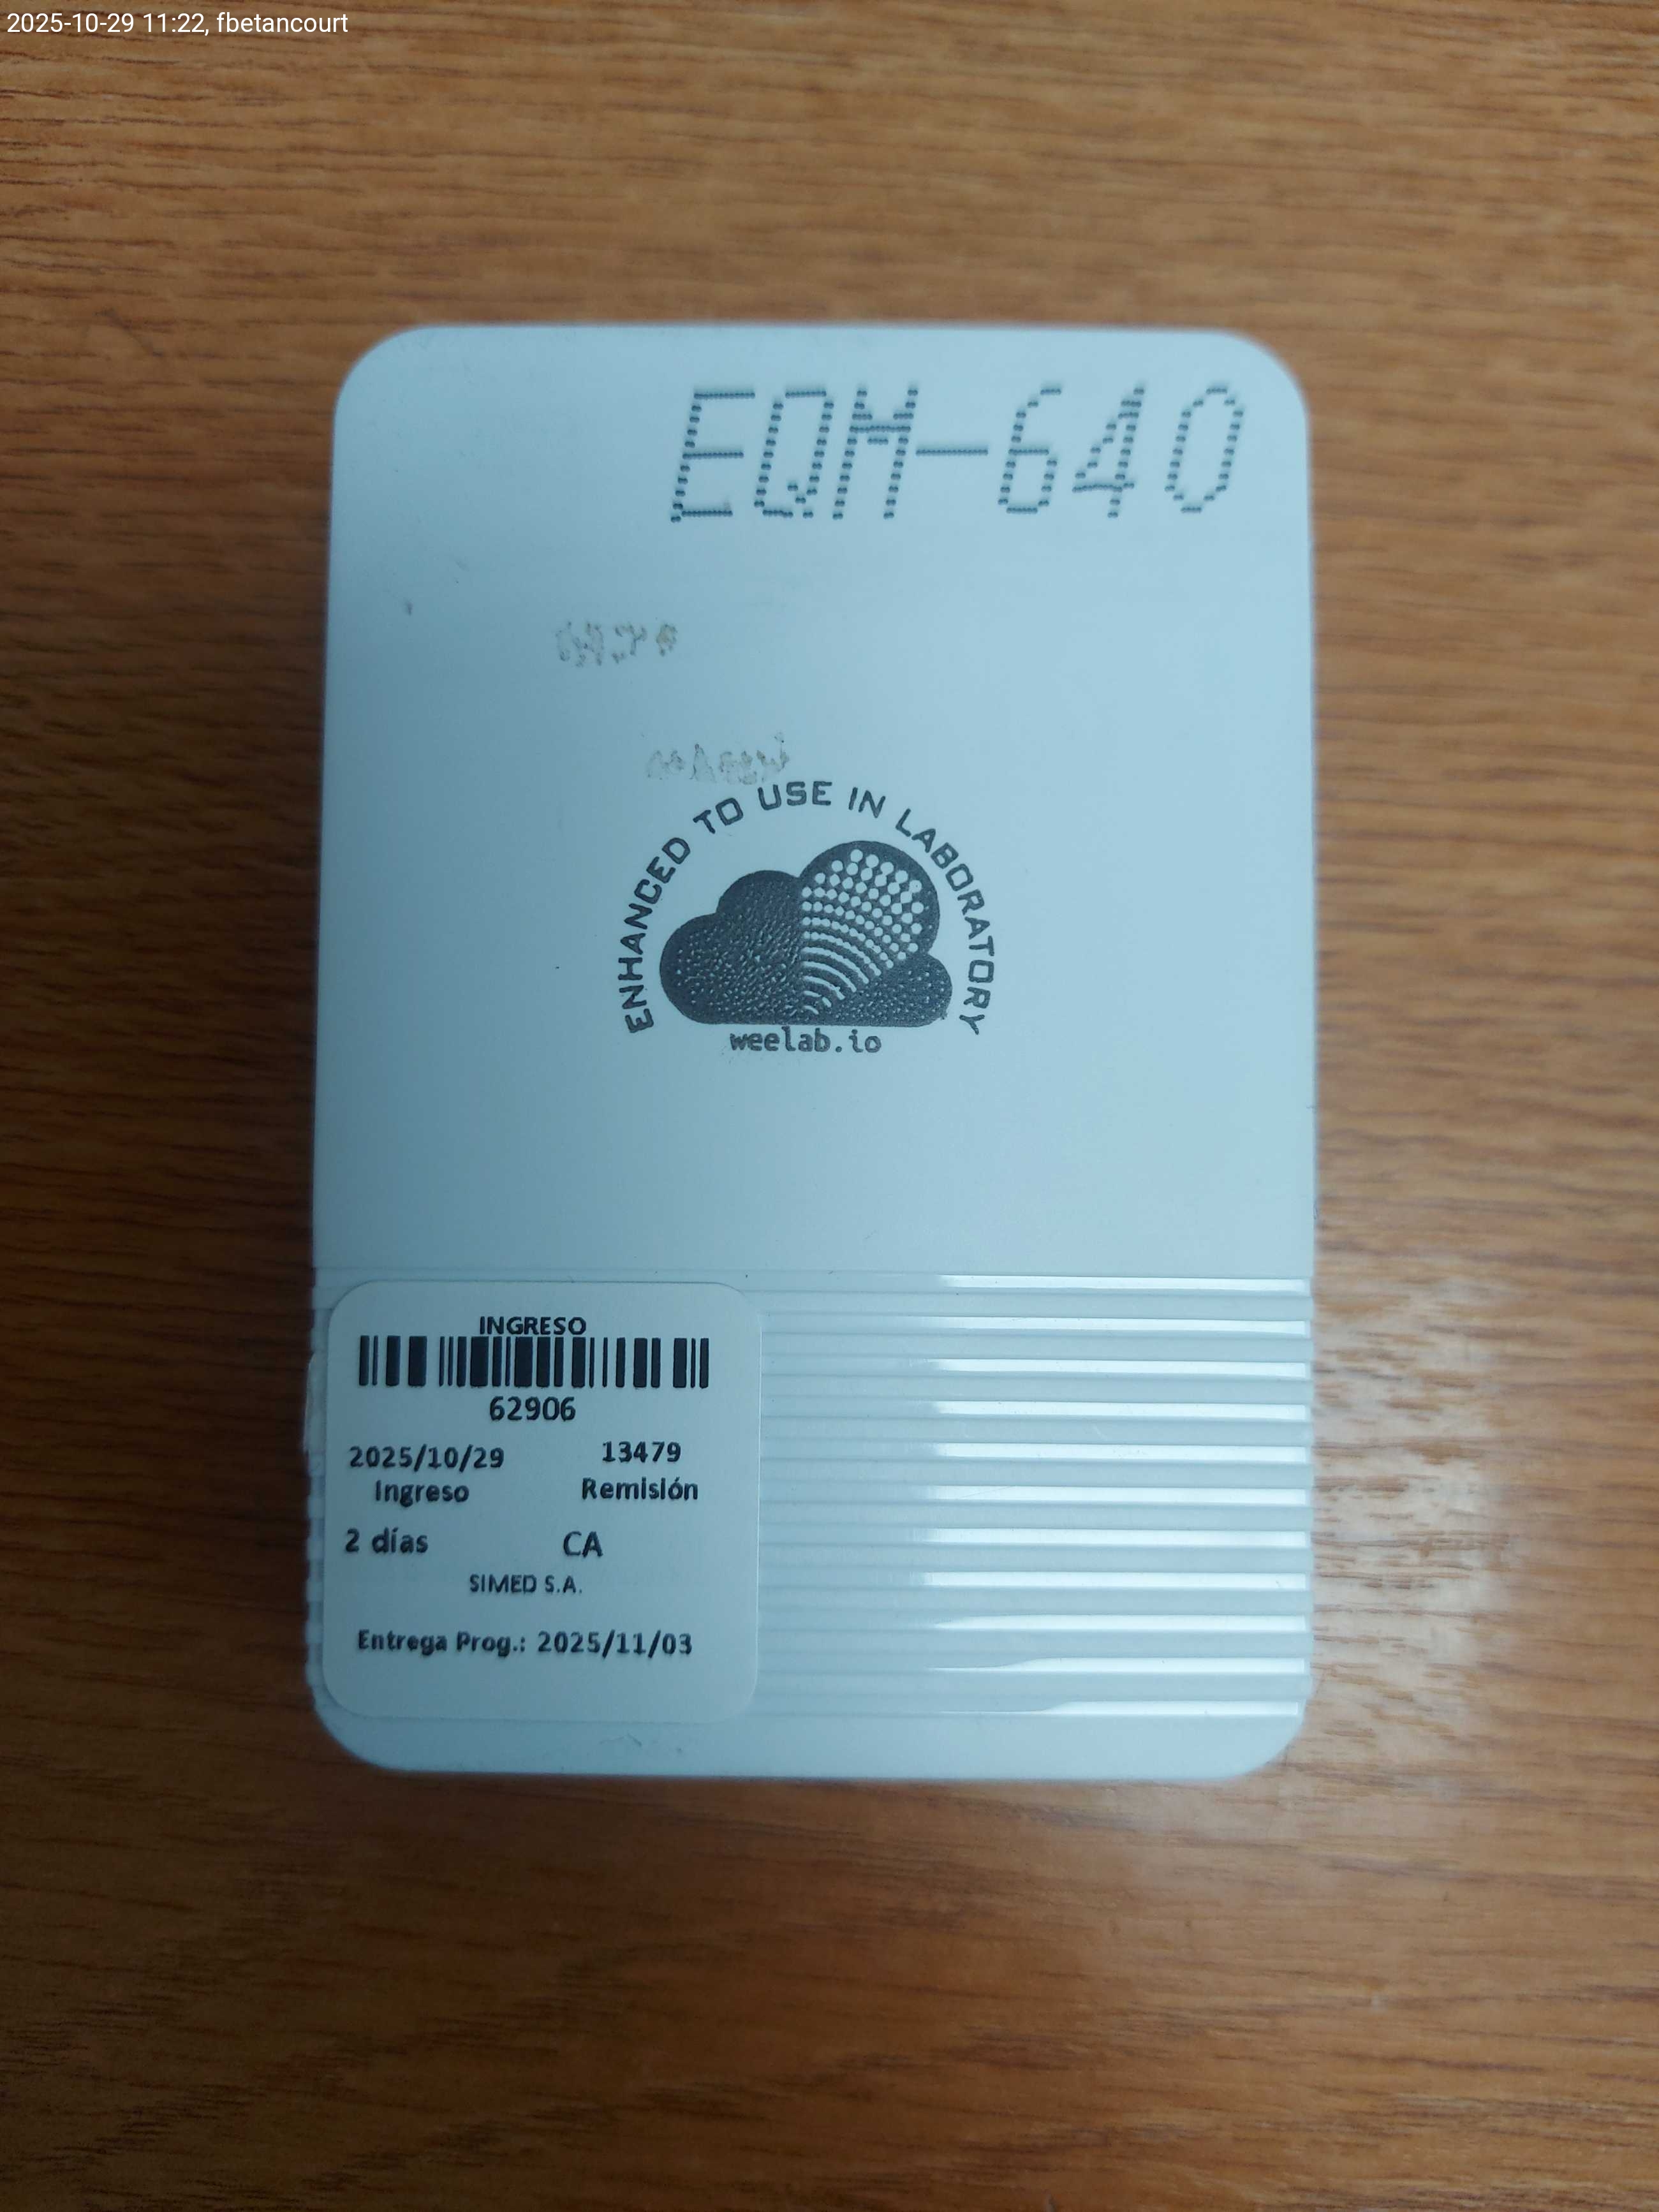 2025-10-29 11:22, fbetancourt
EQM-640
ENHANCED TO USE IN LABORATORY
weelab.io
INGRESO
62906
2025/10/29 13479
Ingreso Remisión
2 días CA
SIMED S.A.
Entrega Prog.: 2025/11/03